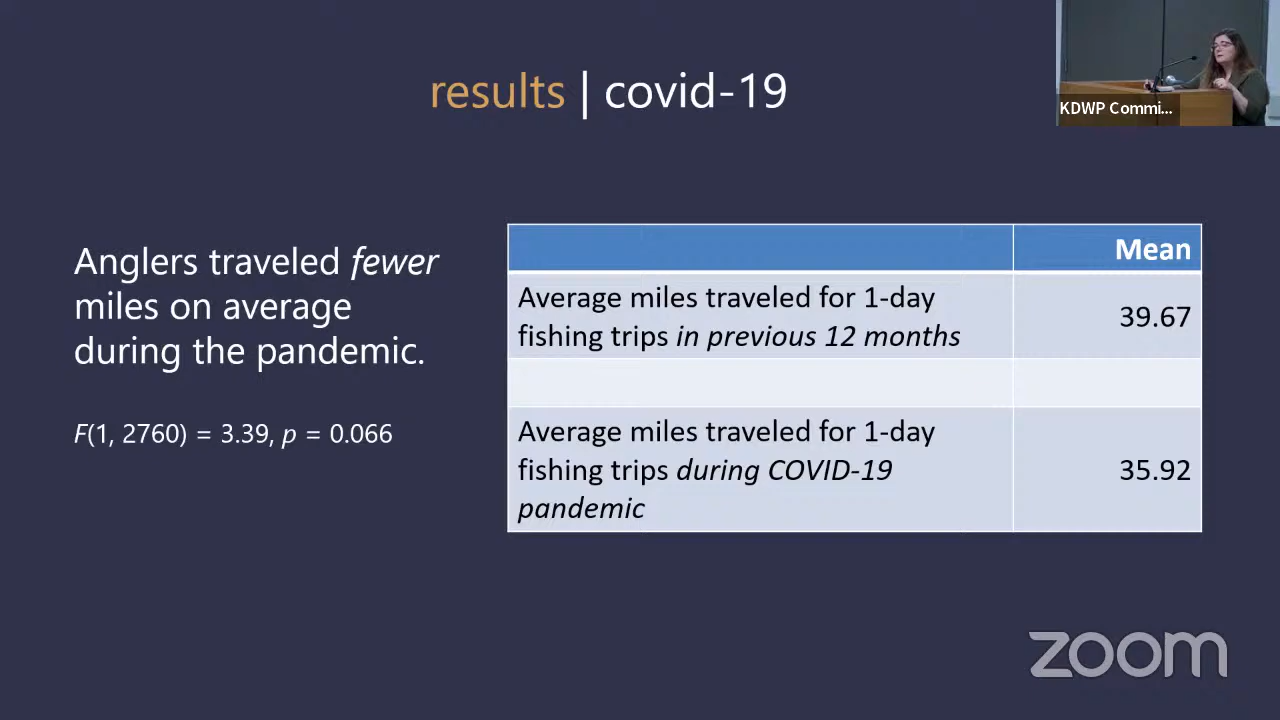 results | covid-19
KDWP Commi...
Anglers traveled fewer
miles on average
during the pandemic.
F(1, 2760) = 3.39, p = 0.066
Mean
Average miles traveled for 1-day
fishing trips in previous 12 months
39.67
Average miles traveled for 1-day
fishing trips during COVID-19
pandemic
35.92
zoom